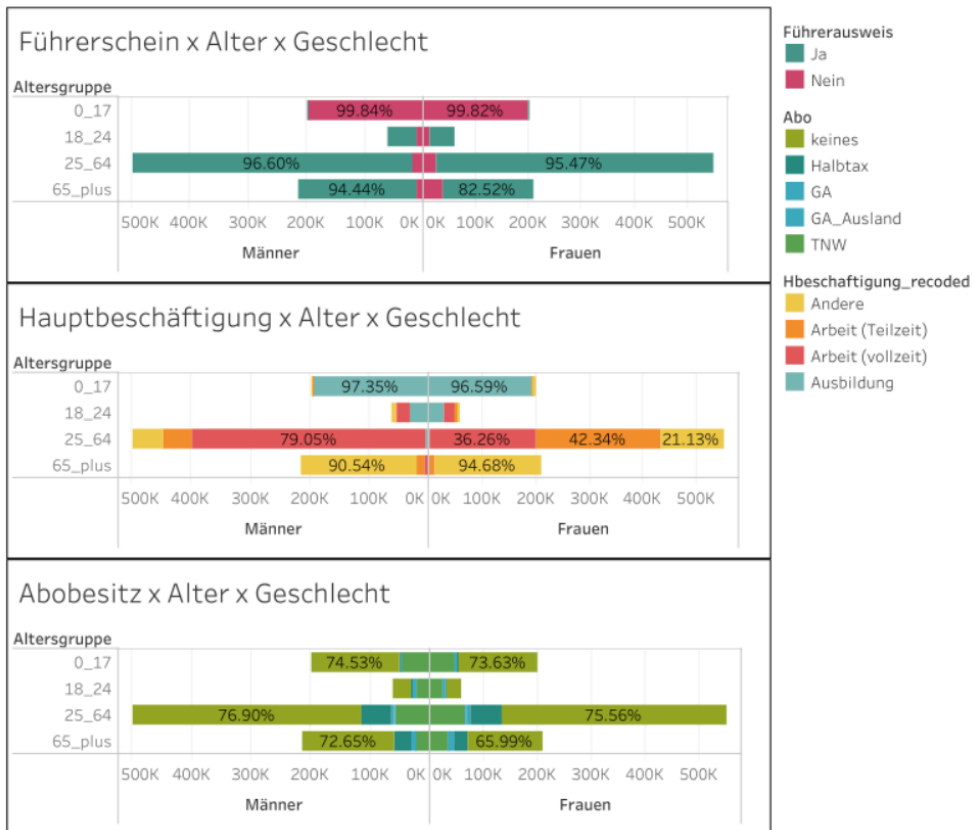 Führerschein x Alter x Geschlecht
Altersgruppe
0_17 99.84% 99.82%
18_24
25_64 96.60% 95.47%
65_plus 94.44% 82.52%
500K 400K 300K 200K 100K 0K 0K 100K 200K 300K 400K 500K
Männer Frauen
Hauptbeschäftigung x Alter x Geschlecht
Altersgruppe
0_17 97.35% 96.59%
18_24
25_64 79.05% 36.26% 42.34% 21.13%
65_plus 90.54% 94.68%
500K 400K 300K 200K 100K 0K 0K 100K 200K 300K 400K 500K
Männer Frauen
Abobesitz x Alter x Geschlecht
Altersgruppe
0_17 74.53% 73.63%
18_24
25_64 76.90% 75.56%
65_plus 72.65% 65.99%
500K 400K 300K 200K 100K 0K 0K 100K 200K 300K 400K 500K
Männer Frauen
Führerausweis
Ja
Nein
Abo
keines
Halbtax
GA
GA_Ausland
TNW
Hbeschaftigung_recoded
Andere
Arbeit (Teilzeit)
Arbeit (vollzeit)
Ausbildung